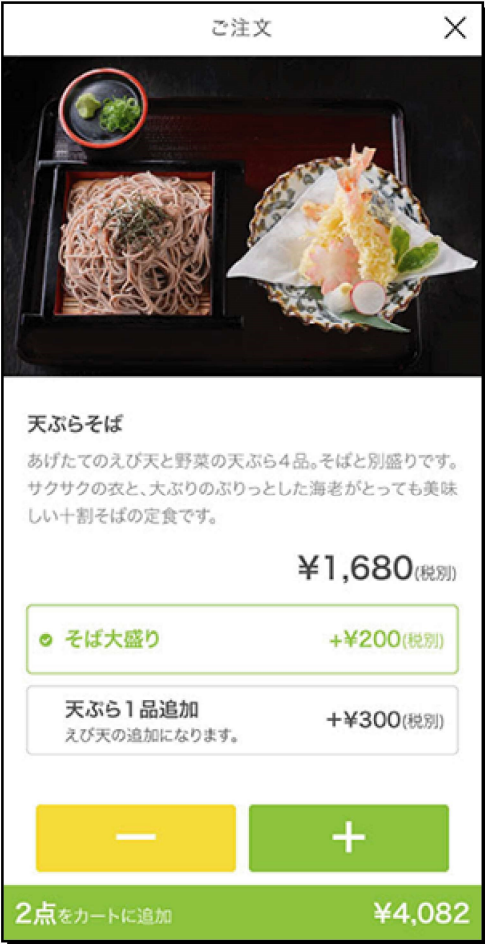 ご注文
天ぷらそば
あげたてのえび天と野菜の天ぷら4品。そばと別盛りです。
サクサクの衣と、大ぶりのぷりっとした海老がとっても美味
しい十割そばの定食です。
¥1,680(税別)
そば大盛り +¥200(税別)
天ぷら1品追加 +¥300(税別)
えび天の追加になります。
2点をカートに追加 ¥4,082